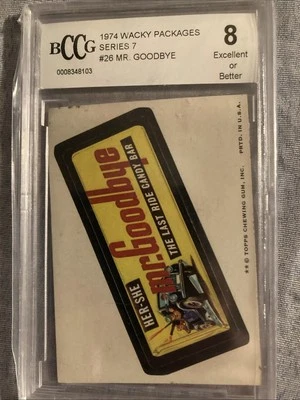 BCCG
0008348103
1974 WACKY PACKAGES
SERIES 7
#26 MR. GOODBYE
8
Excellent
or
Better
HER-SHE
Mr. Goodbye
THE LAST RIDE CANDY BAR
** © TOPPS CHEWING GUM, INC. PRTD. IN U.S.A.